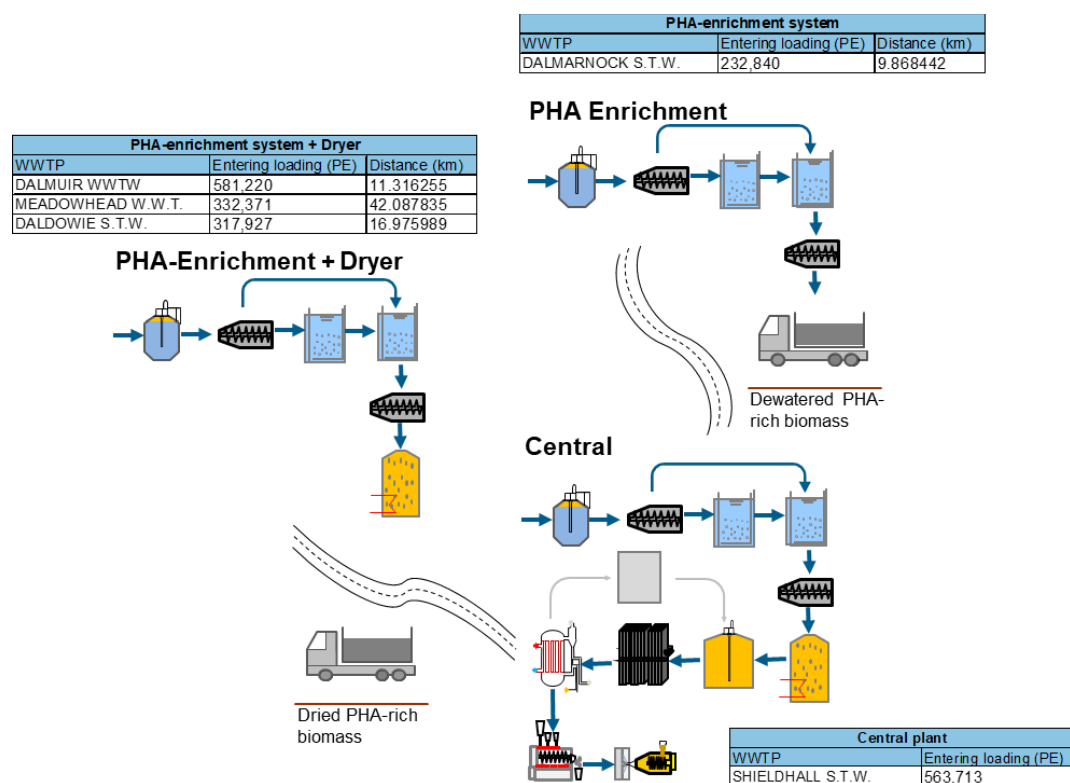 PHA-enrichment system
WWTP Entering loading (PE) Distance (km)
DALMARNOCK S.T.W. 232,840 9.868442
PHA Enrichment
PHA-enrichment system + Dryer
WWTP Entering loading (PE) Distance (km)
DALMUIR WWTW 581,220 11.316255
MEADOWHEAD W.W.T. 332,371 42.087835
DALDOWIE S.T.W. 317,927 16.975989
PHA-Enrichment + Dryer
Dewatered PHA-
rich biomass
Central
Dried PHA-rich
biomass
Central plant
WWTP Entering loading (PE)
SHIELDHALL S.T.W. 563,713